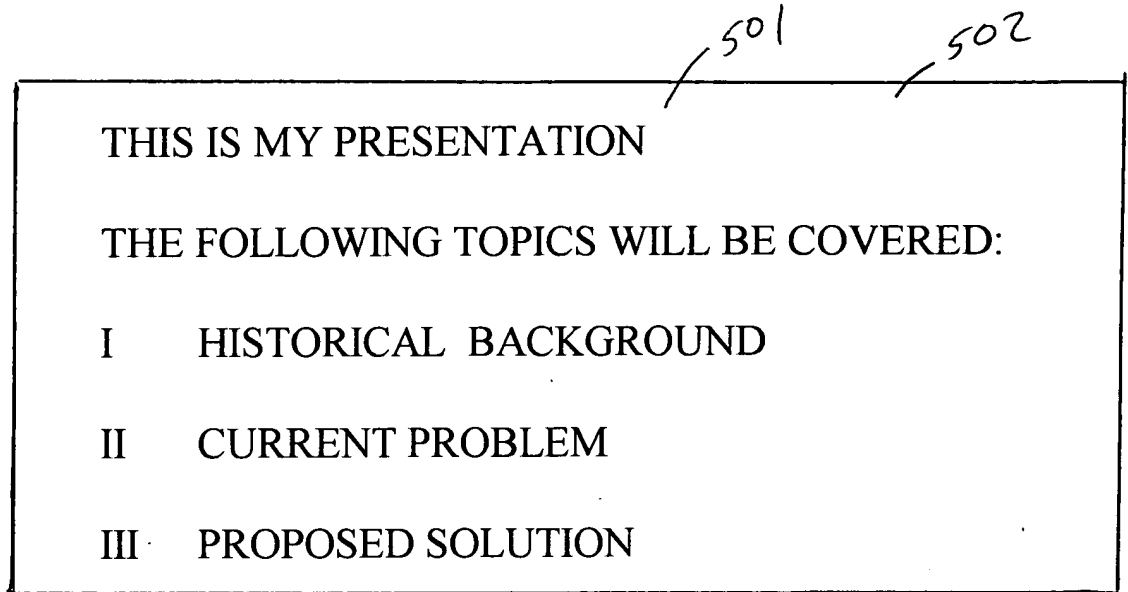 501 502
THIS IS MY PRESENTATION
THE FOLLOWING TOPICS WILL BE COVERED:
I HISTORICAL BACKGROUND
II CURRENT PROBLEM
III PROPOSED SOLUTION